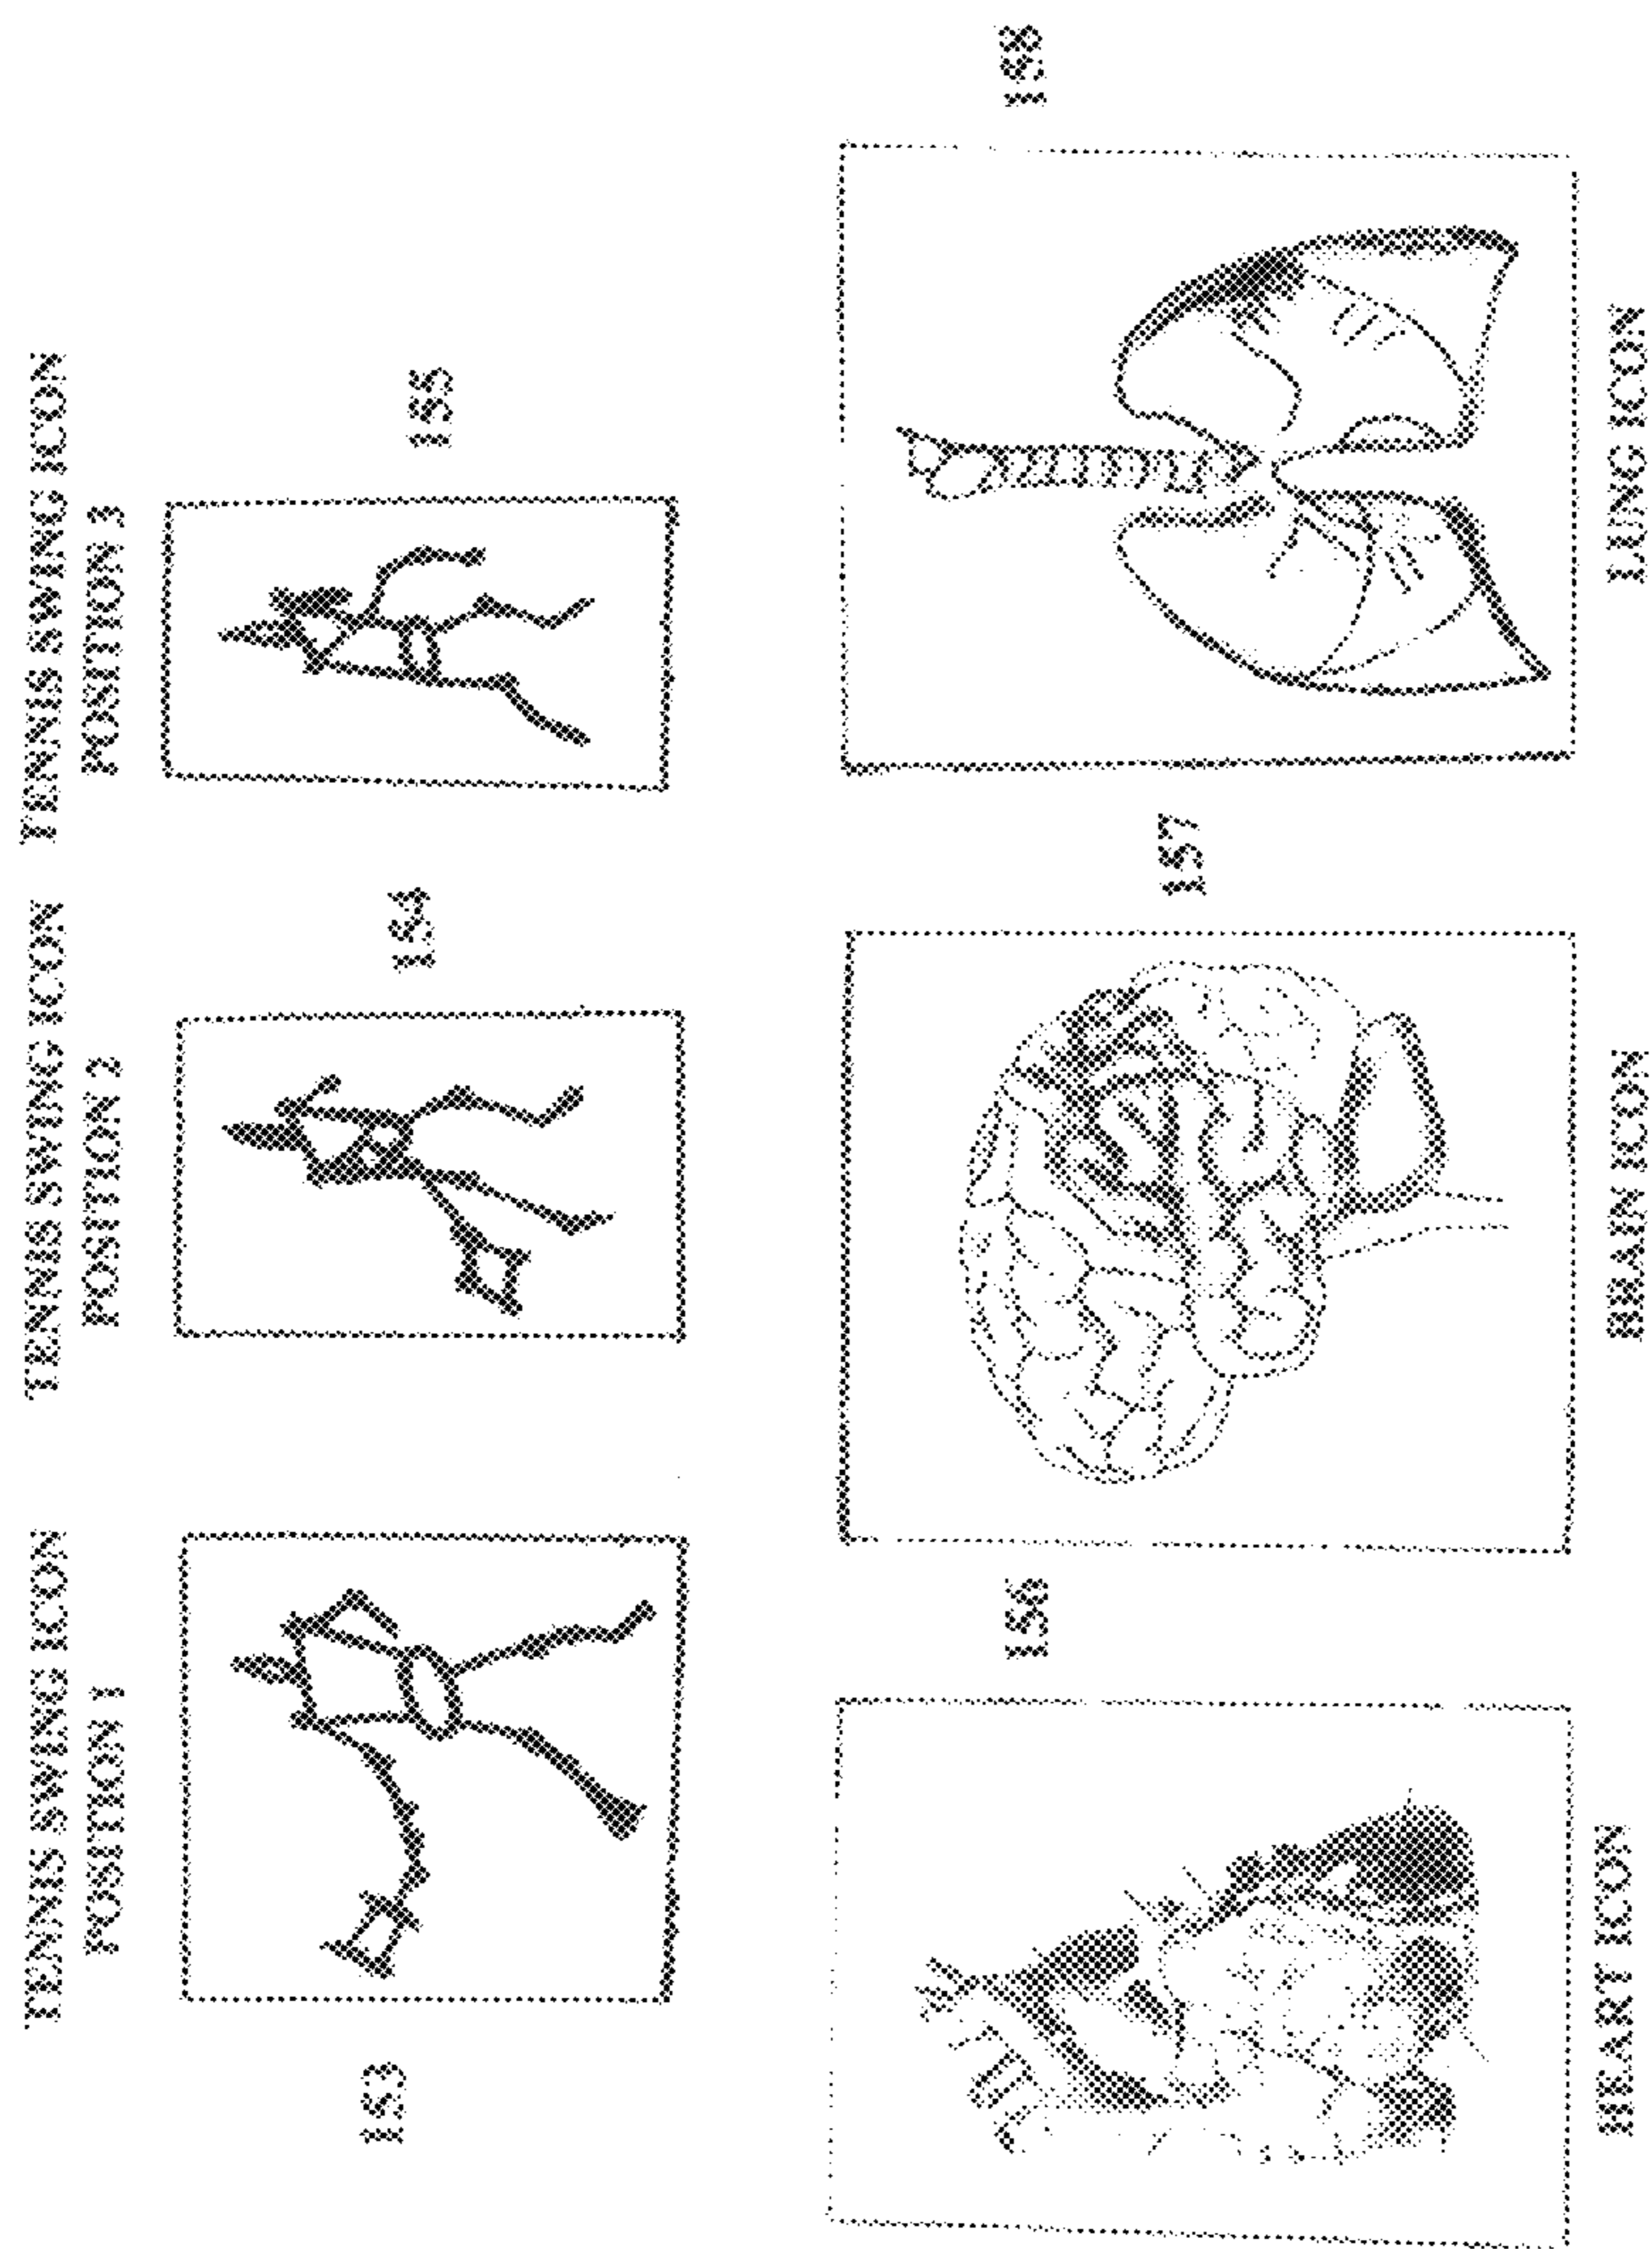 TENNIS SWING ICON
POSITION 1
TENNIS SWING ICON
POSITION 2
TENNIS SWING ICON
POSITION 3
153
154
155
156
157
158
HEART ICON
BRAIN ICON
LUNG ICON